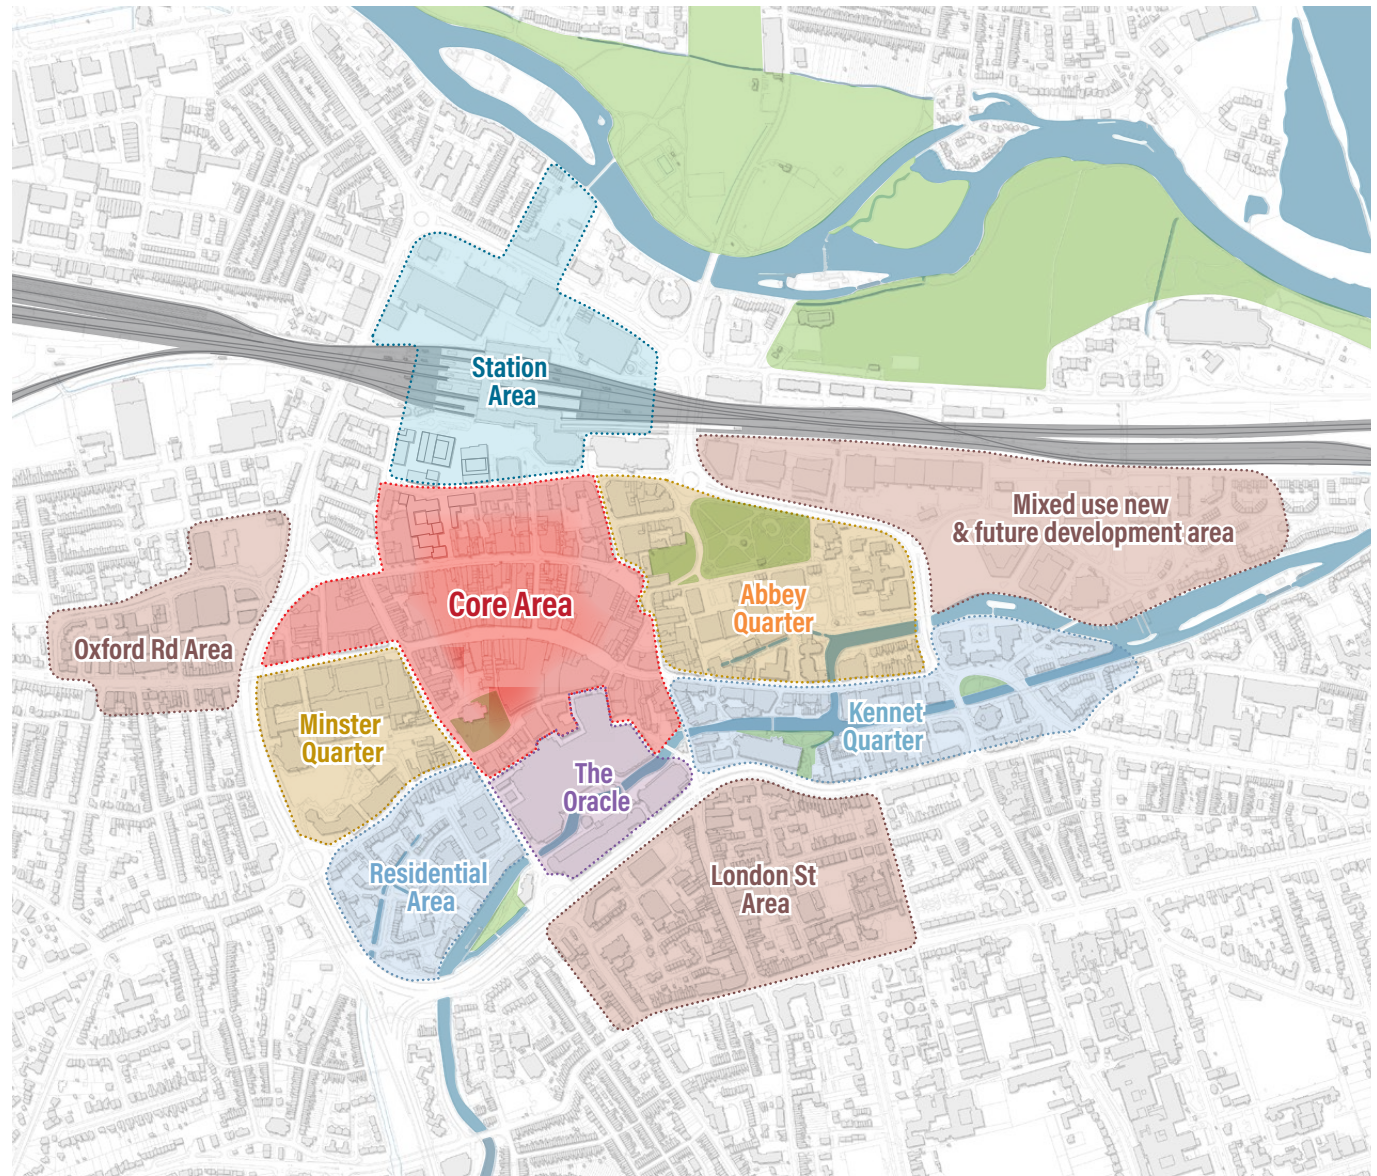 Station
Area
Mixed use new
& future development area
Core Area
Abbey
Quarter
Oxford Rd Area
Minster
Quarter
Kennet
Quarter
The
Oracle
Residential
Area
London St
Area